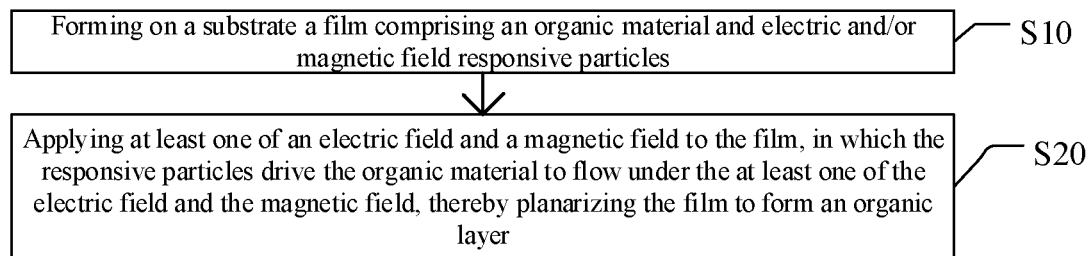 Forming on a substrate a film comprising an organic material and electric and/or
magnetic field responsive particles
S10
Applying at least one of an electric field and a magnetic field to the film, in which the
responsive particles drive the organic material to flow under the at least one of the
electric field and the magnetic field, thereby planarizing the film to form an organic
layer
S20